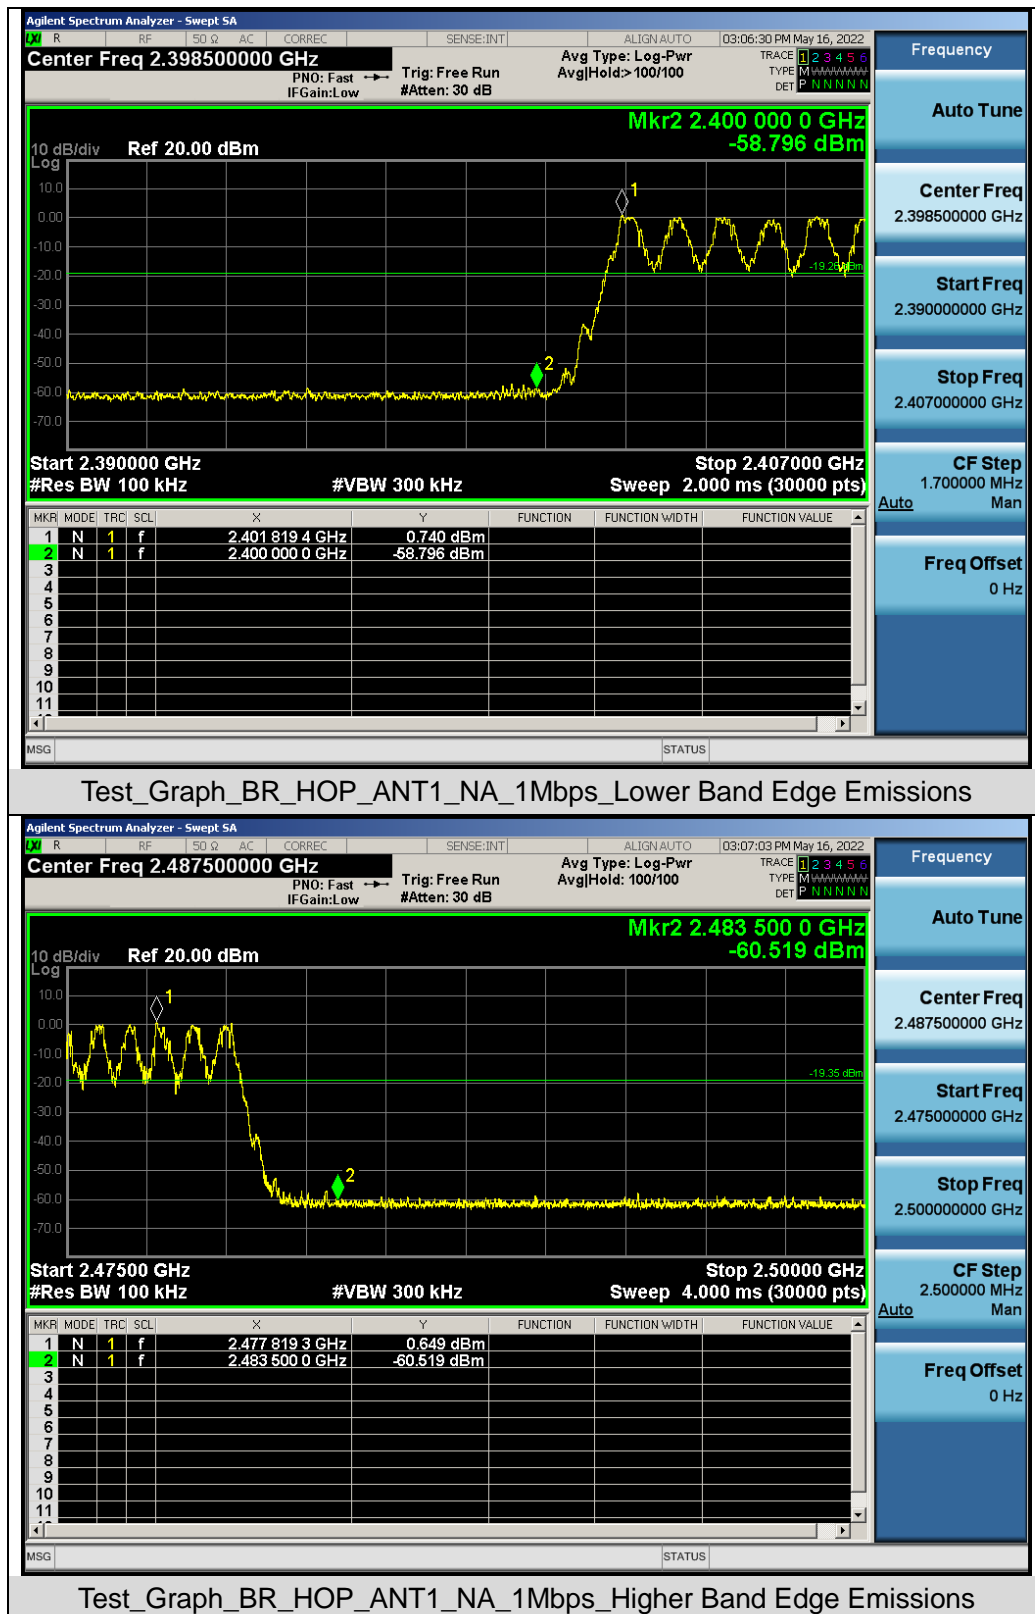 Agilent Spectrum Analyzer - Swept SA
LXI R RF 50 Ω AC CORREC SENSE:INT ALIGN AUTO 03:06:30 PM May 16, 2022
Center Freq 2.398500000 GHz
PNO: Fast Trig: Free Run Avg Type: Log-Pwr TRACE 1 2 3 4 5 6
IFGain:Low #Atten: 30 dB Avg|Hold:>100/100 TYPE M
DET P N N N N N
Mkr2 2.400 000 0 GHz
-58.796 dBm
10 dB/div Ref 20.00 dBm
Log
10.0
0.00
-10.0
-20.0
-30.0
-40.0
-50.0
-60.0
-70.0
1
2
Start 2.390000 GHz Stop 2.407000 GHz
#Res BW 100 kHz #VBW 300 kHz Sweep 2.000 ms (30000 pts)
MKR MODE TRC SCL X Y FUNCTION FUNCTION WIDTH FUNCTION VALUE
1 N 1 f 2.401 819 4 GHz 0.740 dBm
2 N 1 f 2.400 000 0 GHz -58.796 dBm
3
4
5
6
7
8
9
10
11
MSG STATUS
Frequency
Auto Tune
Center Freq
2.398500000 GHz
Start Freq
2.390000000 GHz
Stop Freq
2.407000000 GHz
CF Step
1.700000 MHz
Auto Man
Freq Offset
0 Hz
Test_Graph_BR_HOP_ANT1_NA_1Mbps_Lower Band Edge Emissions
Agilent Spectrum Analyzer - Swept SA
LXI R RF 50 Ω AC CORREC SENSE:INT ALIGN AUTO 03:07:03 PM May 16, 2022
Center Freq 2.487500000 GHz
PNO: Fast Trig: Free Run Avg Type: Log-Pwr TRACE 1 2 3 4 5 6
IFGain:Low #Atten: 30 dB Avg|Hold: 100/100 TYPE M
DET P N N N N N
Mkr2 2.483 500 0 GHz
-60.519 dBm
10 dB/div Ref 20.00 dBm
Log
10.0
0.00
-10.0
-20.0
-30.0
-40.0
-50.0
-60.0
-70.0
1
-19.35 dBm
2
Start 2.47500 GHz Stop 2.50000 GHz
#Res BW 100 kHz #VBW 300 kHz Sweep 4.000 ms (30000 pts)
MKR MODE TRC SCL X Y FUNCTION FUNCTION WIDTH FUNCTION VALUE
1 N 1 f 2.477 819 3 GHz 0.649 dBm
2 N 1 f 2.483 500 0 GHz -60.519 dBm
3
4
5
6
7
8
9
10
11
MSG STATUS
Frequency
Auto Tune
Center Freq
2.487500000 GHz
Start Freq
2.475000000 GHz
Stop Freq
2.500000000 GHz
CF Step
2.500000 MHz
Auto Man
Freq Offset
0 Hz
Test_Graph_BR_HOP_ANT1_NA_1Mbps_Higher Band Edge Emissions